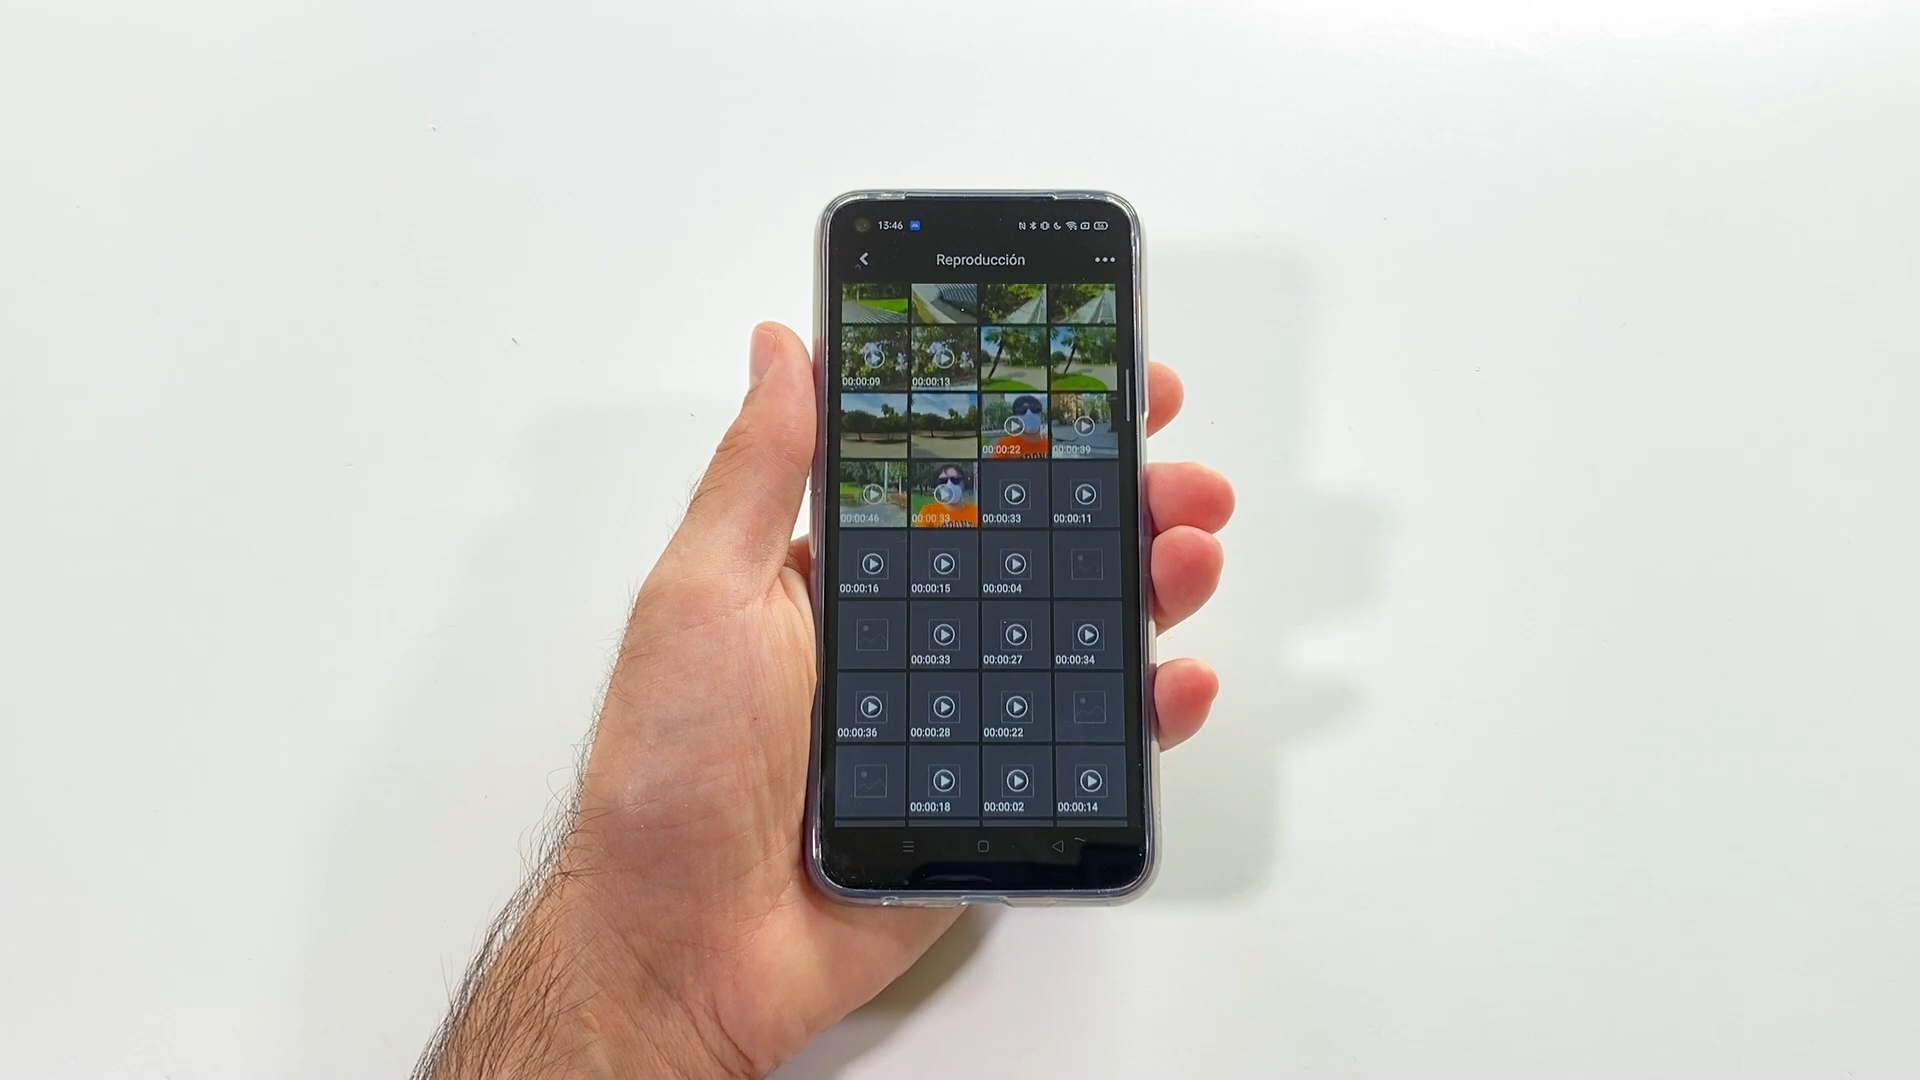 13:46
Reproducción
00:00:09 00:00:13
00:00:22 00:00:39
00:00:46 00:00:33 00:00:33 00:00:11
00:00:16 00:00:15 00:00:04
00:00:33 00:00:27 00:00:34
00:00:36 00:00:28 00:00:22
00:00:18 00:00:02 00:00:14